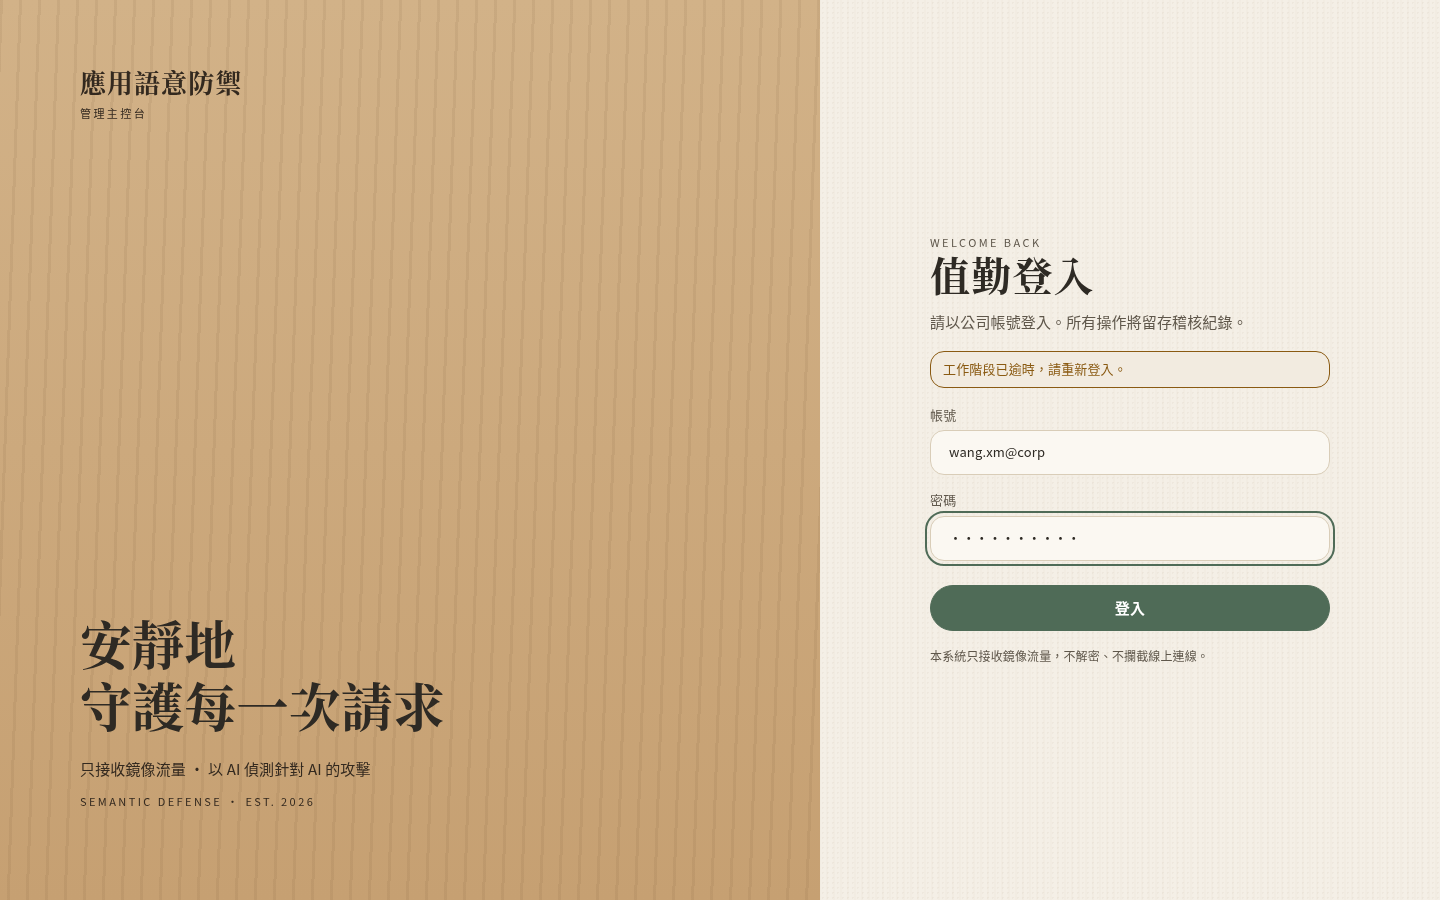 應用語意防禦
管理主控台
安靜地
守護每一次請求
只接收鏡像流量 · 以 AI 偵測針對 AI 的攻擊
SEMANTIC DEFENSE · EST. 2026
WELCOME BACK
值勤登入
請以公司帳號登入。所有操作將留存稽核紀錄。
工作階段已逾時，請重新登入。
帳號
wang.xm@corp
密碼
··········
登入
本系統只接收鏡像流量，不解密、不攔截線上連線。